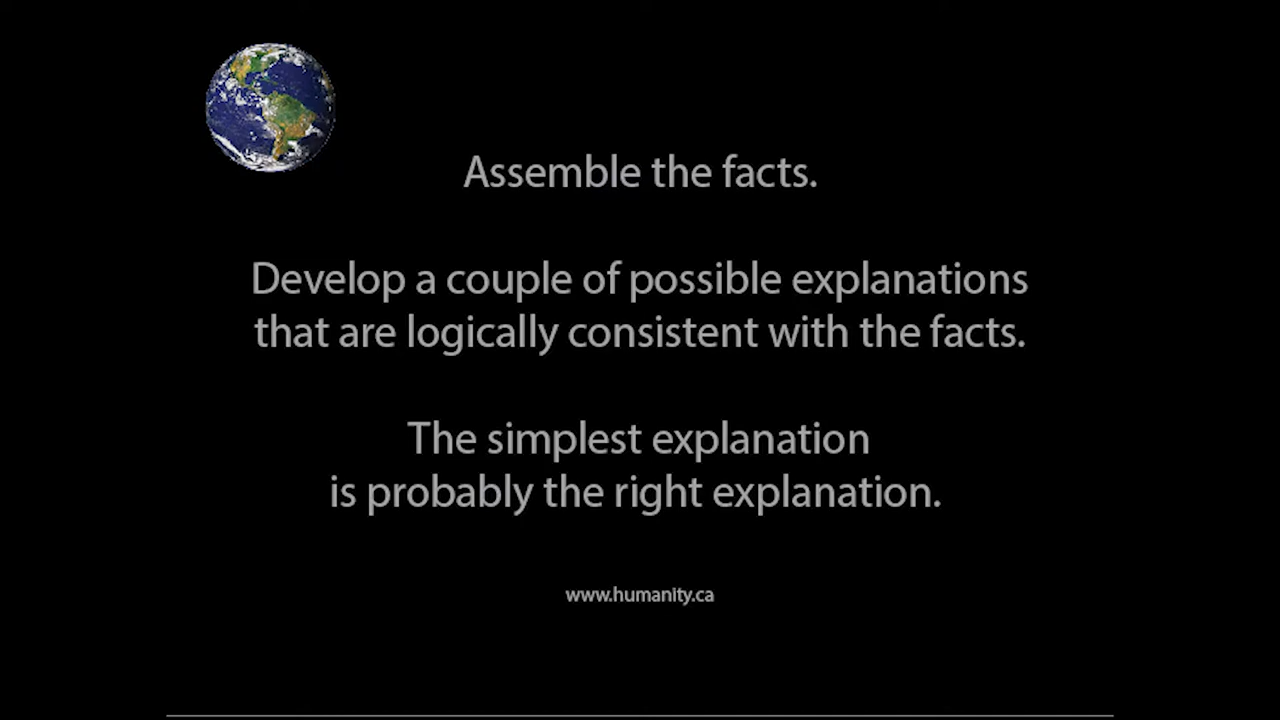 Assemble the facts.
Develop a couple of possible explanations
that are logically consistent with the facts.
The simplest explanation
is probably the right explanation.
www.humanity.ca